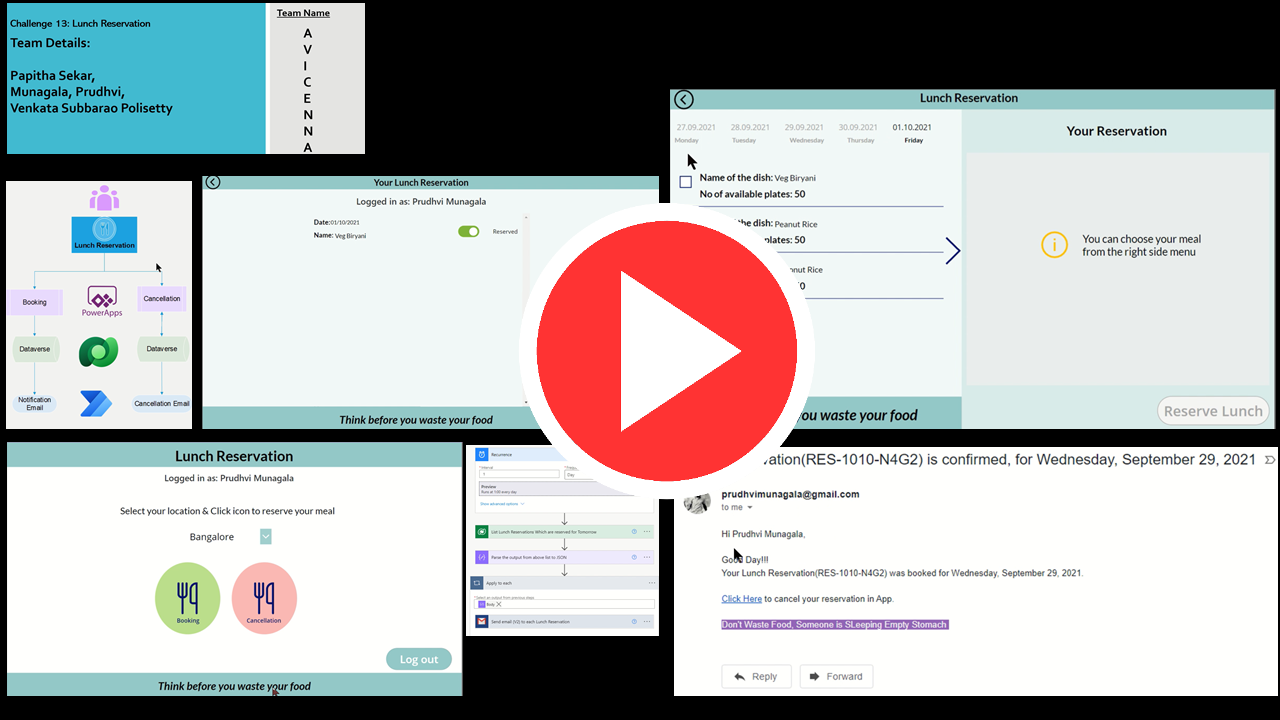 Challenge 13: Lunch Reservation
Team Details:
Papitha Sekar,
Munagala, Prudhvi,
Venkata Subbarao Polisetty
Team Name
A
V
I
C
E
N
N
A
Lunch Reservation
Booking
Cancellation
PowerApps
Dataverse
Dataverse
Notification
Email
Cancellation Email
Your Lunch Reservation
Logged in as: Prudhvi Munagala
Date:01/10/2021
Name: Veg Biryani
Reserved
Think before you waste your food
Lunch Reservation
27.09.2021 28.09.2021 29.09.2021 30.09.2021 01.10.2021
Monday Tuesday Wednesday Thursday Friday
Name of the dish: Veg Biryani
No of available plates: 50
of the dish: Peanut Rice
plates: 50
Rice
you waste your food
Your Reservation
You can choose your meal
from the right side menu
Reserve Lunch
Lunch Reservation
Logged in as: Prudhvi Munagala
Select your location & Click icon to reserve your meal
Bangalore
Booking
Cancellation
Log out
Think before you waste your food
Recurrence
Interval
1
Day
Preview
Runs at 1:05 every day
Show advanced options
List Lunch Reservations Which are reserved for Tomorrow
Parse the output from above list to JSON
Apply to each
Select an output from previous steps
Body
Send email (V2) to each Lunch Reservation
vation(RES-1010-N4G2) is confirmed, for Wednesday, September 29, 2021
prudhvimunagala@gmail.com
to me
Hi Prudhvi Munagala,
Good Day!!!
Your Lunch Reservation(RES-1010-N4G2) was booked for Wednesday, September 29, 2021.
Click Here to cancel your reservation in App.
Don't Waste Food, Someone is SLeeping Empty Stomach
Reply
Forward